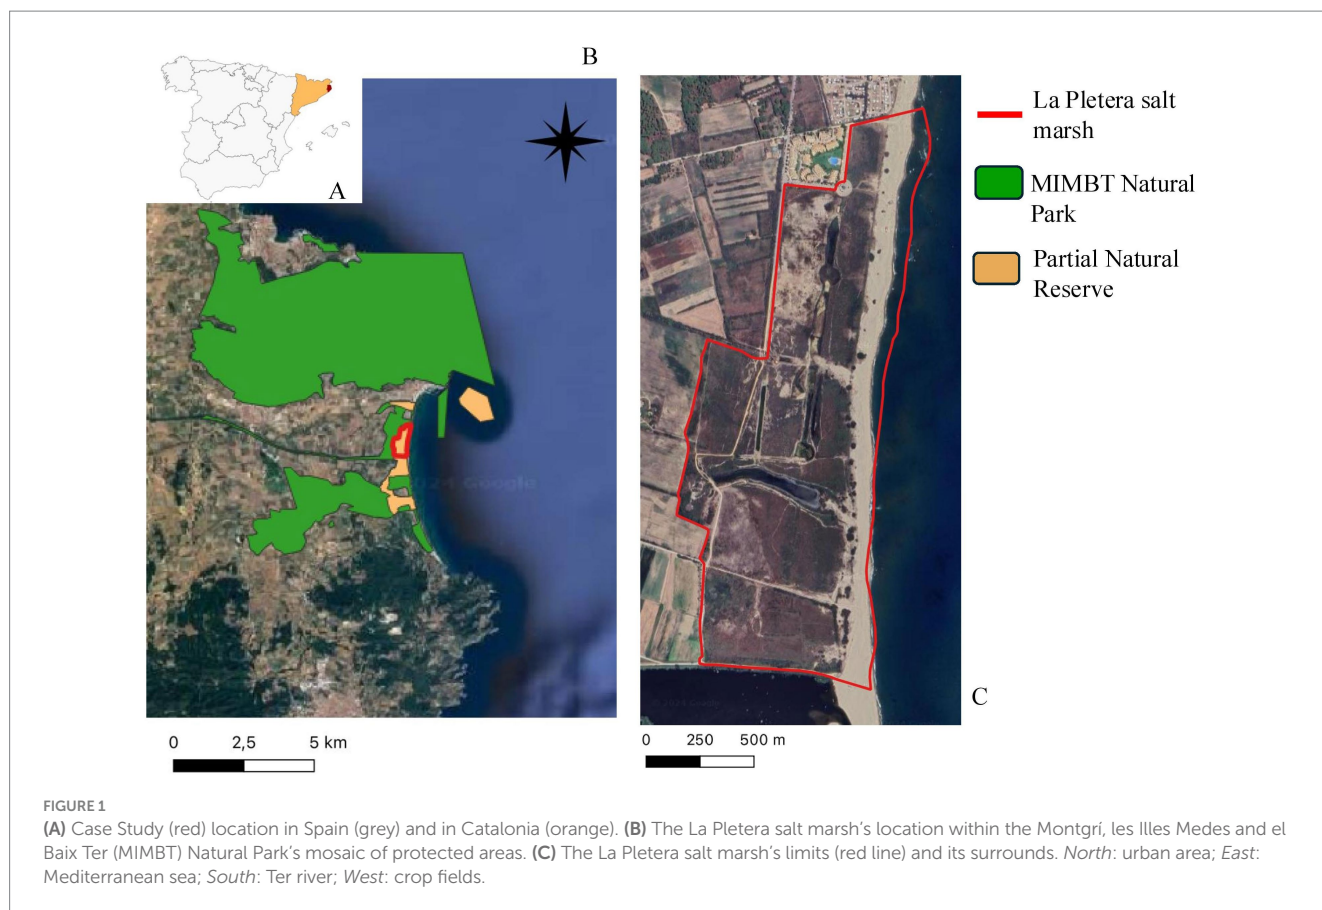 B
A
La Pletera salt
marsh
MIMBT Natural
Park
Partial Natural
Reserve
C
0 2,5 5 km
0 250 500 m
FIGURE 1
(A) Case Study (red) location in Spain (grey) and in Catalonia (orange). (B) The La Pletera salt marsh's location within the Montgrí, les Illes Medes and el
Baix Ter (MIMBT) Natural Park's mosaic of protected areas. (C) The La Pletera salt marsh's limits (red line) and its surrounds. North: urban area; East:
Mediterranean sea; South: Ter river; West: crop fields.